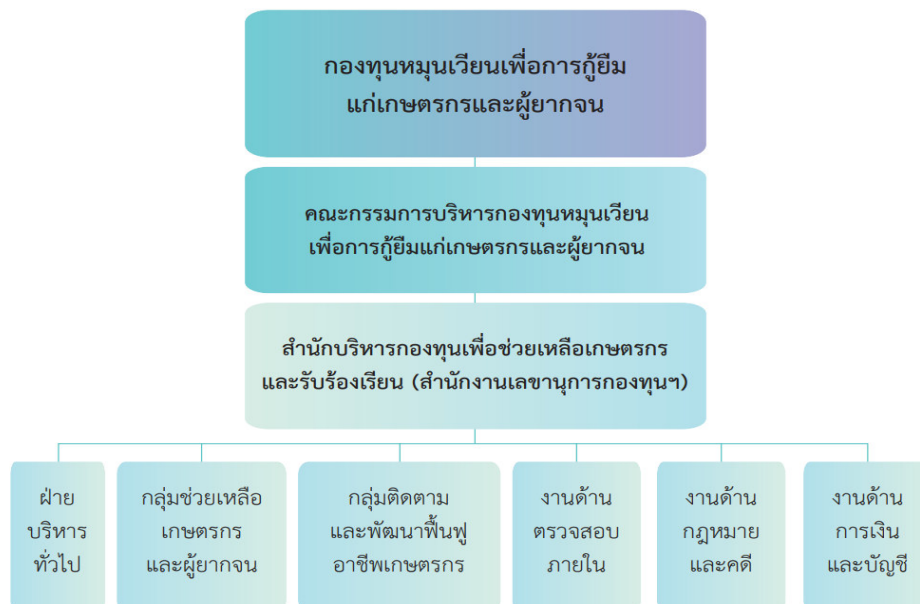 กองทุนหมุนเวียนเพื่อการกู้ยืม
แก่เกษตรกรและผู้ยากจน
คณะกรรมการบริหารกองทุนหมุนเวียน
เพื่อการกู้ยืมแก่เกษตรกรและผู้ยากจน
สำนักบริหารกองทุนเพื่อช่วยเหลือเกษตรกร
และรับร้องเรียน (สำนักงานเลขานุการกองทุนฯ)
ฝ่าย
บริหาร
ทั่วไป
กลุ่มช่วยเหลือ
เกษตรกร
และผู้ยากจน
กลุ่มติดตาม
และพัฒนาฟื้นฟู
อาชีพเกษตรกร
งานด้าน
ตรวจสอบ
ภายใน
งานด้าน
กฎหมาย
และคดี
งานด้าน
การเงิน
และบัญชี